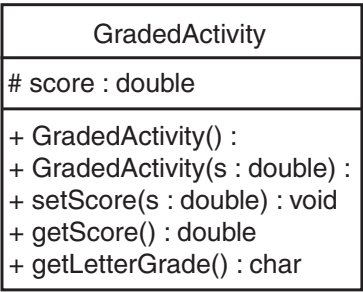 GradedActivity
# score : double
+ GradedActivity() :
+ GradedActivity(s : double) :
+ setScore(s : double) : void
+ getScore() : double
+ getLetterGrade() : char